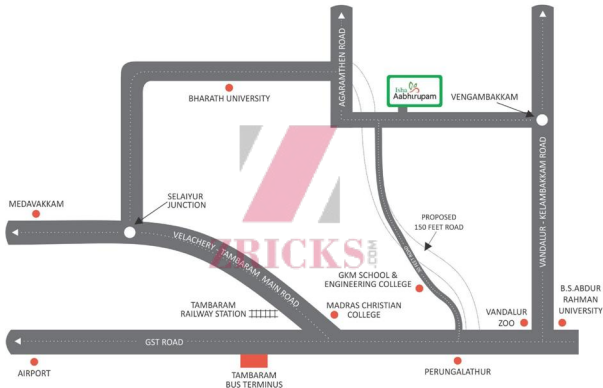 AGARAMTHEN ROAD
Isha
Aabhirupam
BHARATH UNIVERSITY
VENGAMBAKKAM
MEDAVAKKAM
SELAIYUR
JUNCTION
VELACHERY - TAMBARAM MAIN ROAD
PROPOSED
150 FEET ROAD
VANDALUR - KELAMBAKKAM ROAD
ZRICKS.COM
GKM SCHOOL &
ENGINEERING COLLEGE
TAMBARAM
RAILWAY STATION
MADRAS CHRISTIAN
COLLEGE
VANDALUR
ZOO
B.S.ABDUR
RAHMAN
UNIVERSITY
GST ROAD
AIRPORT
TAMBARAM
BUS TERMINUS
PERUNGALATHUR